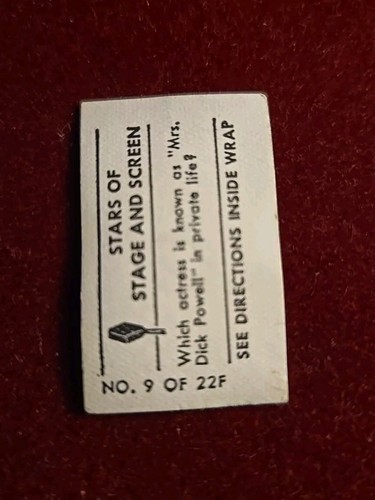 STARS OF
STAGE AND SCREEN
Which actress is known as "Mrs.
Dick Powell" in private life?
SEE DIRECTIONS INSIDE WRAP
NO. 9 OF 22F